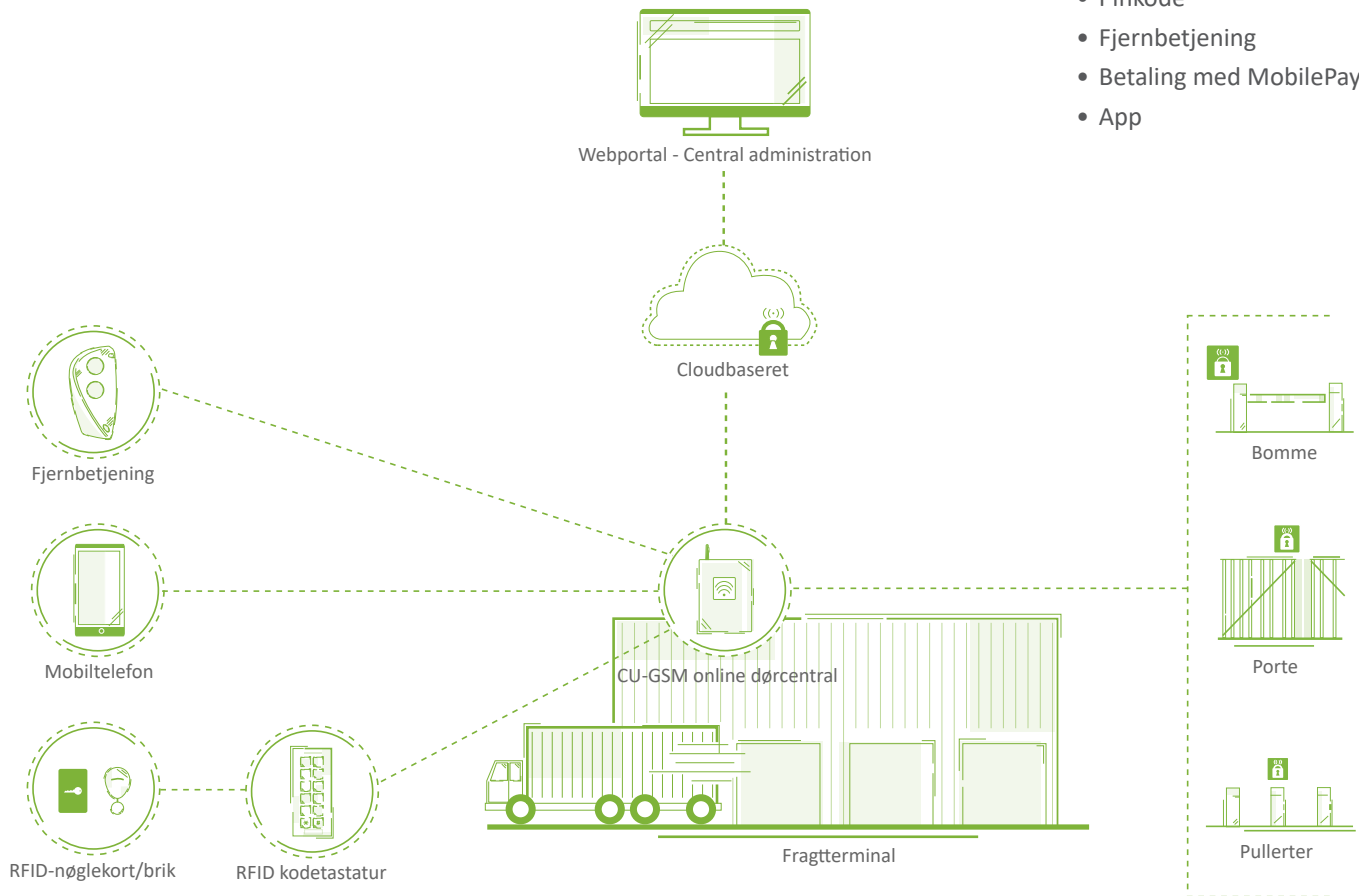 • Fjernbetjening
• Betaling med MobilePay
• App
Webportal - Central administration
Cloudbaseret
Fjernbetjening
Bomme
Mobiltelefon
CU-GSM online dørcentral
Porte
RFID-nøglekort/brik
RFID kodetastatur
Fragtterminal
Pullerter